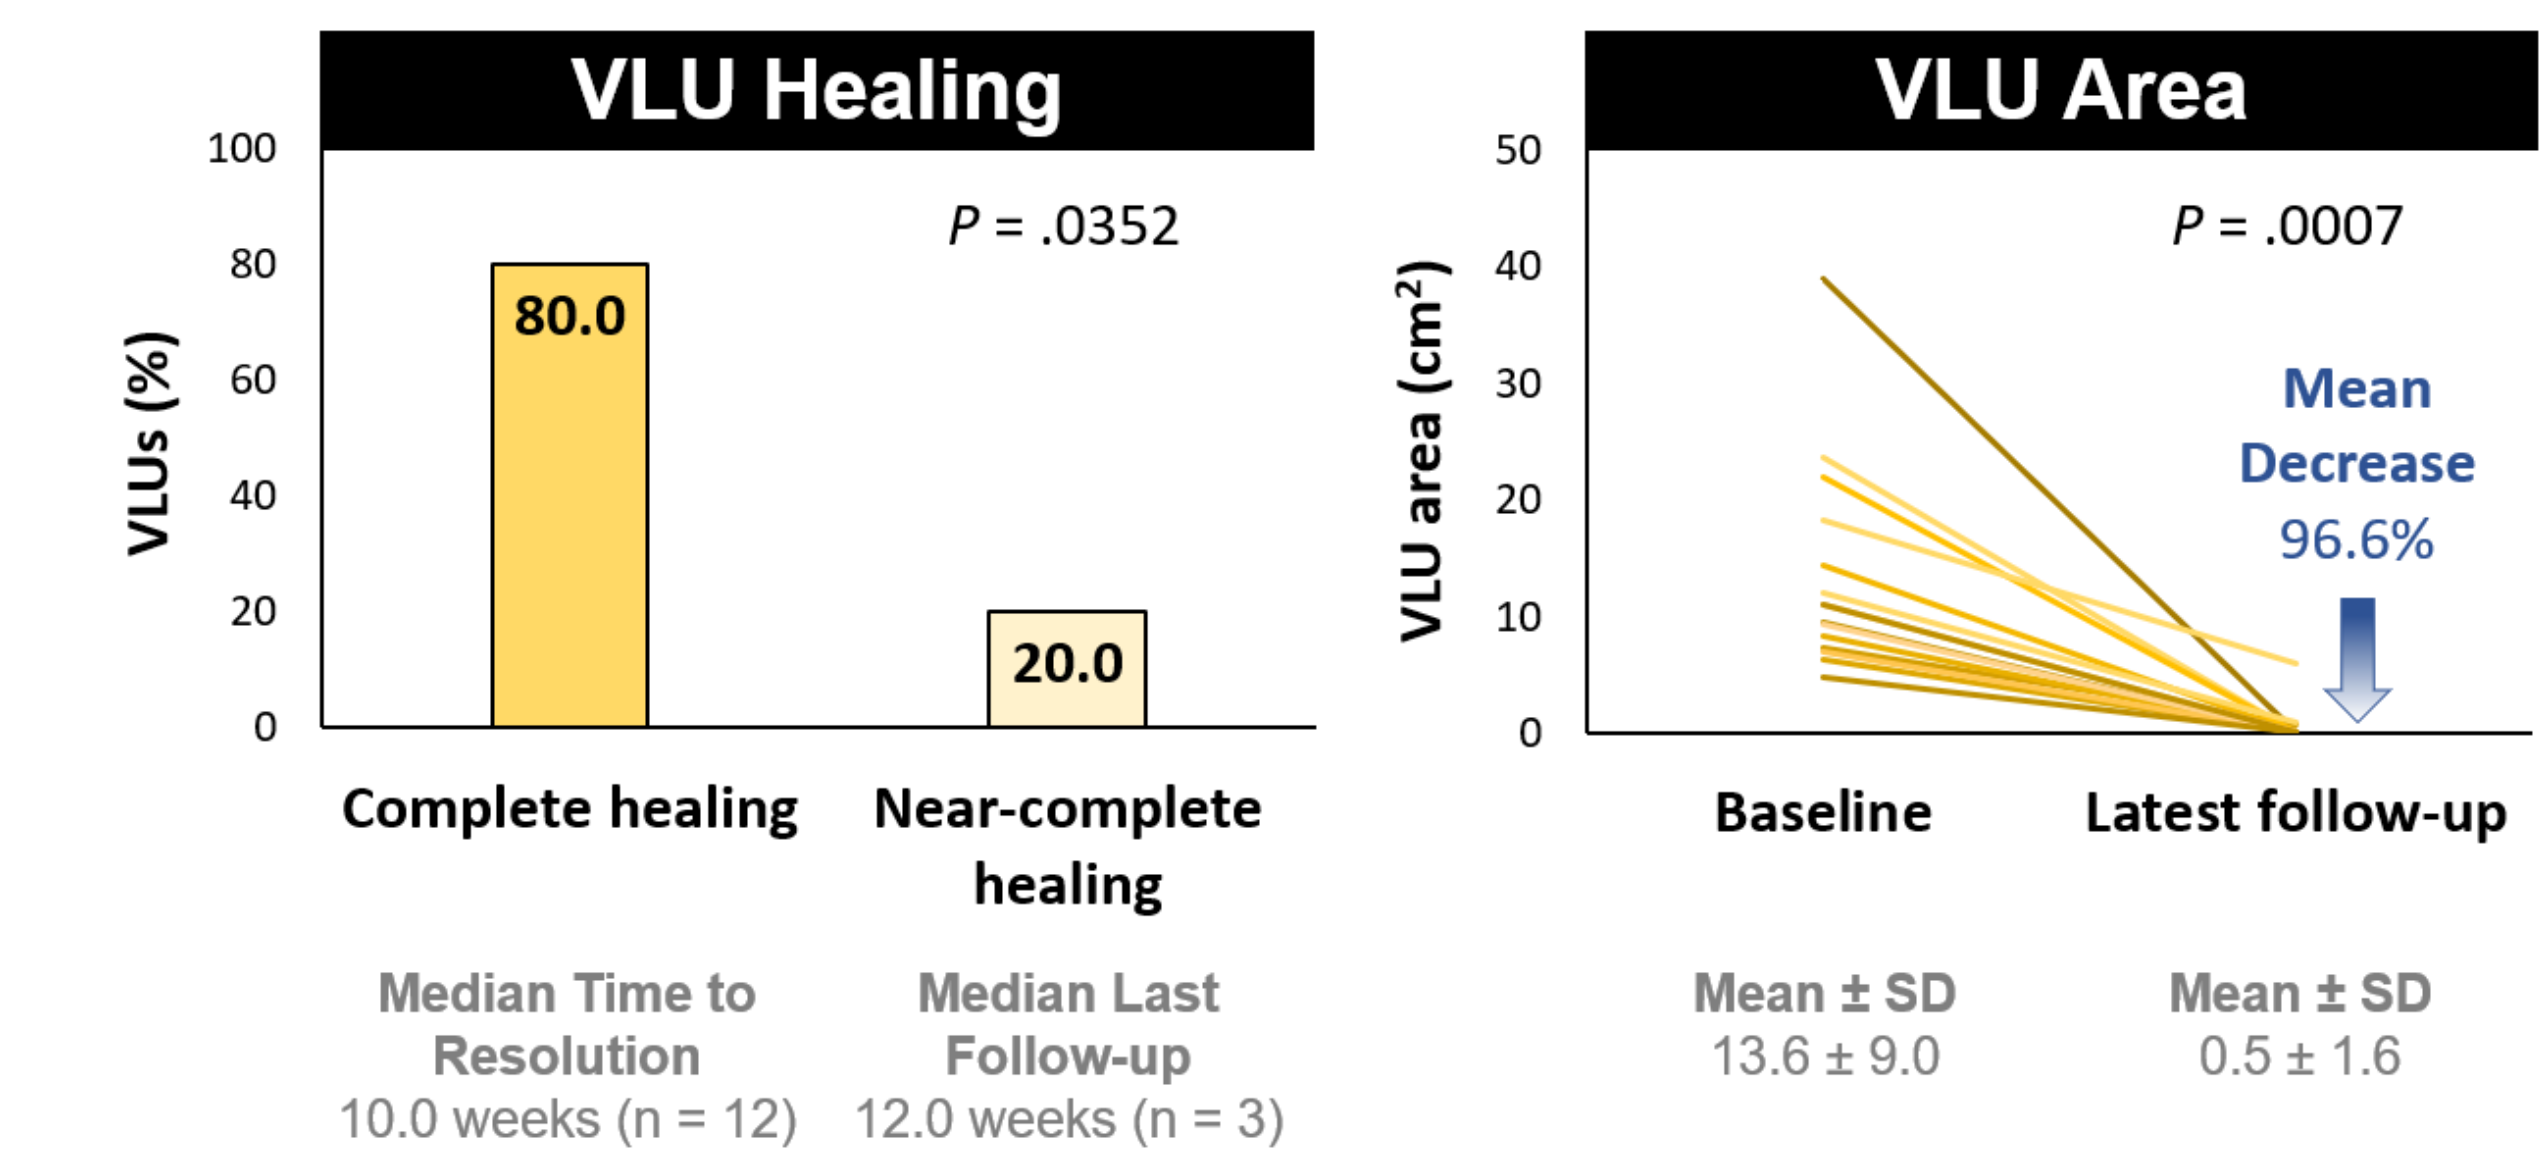 VLU Healing
100
80
60
40
20
0
VLUs (%)
P = .0352
80.0
20.0
Complete healing
Near-complete
healing
Median Time to
Resolution
10.0 weeks (n = 12)
Median Last
Follow-up
12.0 weeks (n = 3)
VLU Area
50
40
30
20
10
0
VLU area (cm²)
P = .0007
Mean
Decrease
96.6%
Baseline
Latest follow-up
Mean ± SD
13.6 ± 9.0
Mean ± SD
0.5 ± 1.6